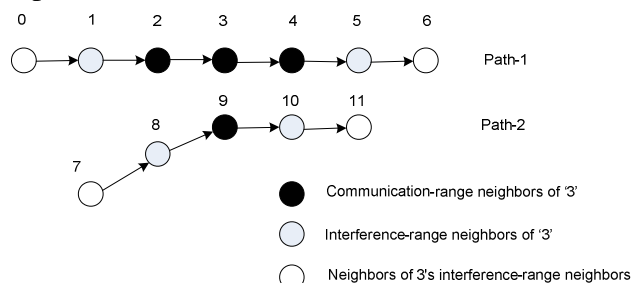 0 1 2 3 4 5 6
Path-1
9 10 11
8
Path-2
7
Communication-range neighbors of '3'
Interference-range neighbors of '3'
Neighbors of 3's interference-range neighbors